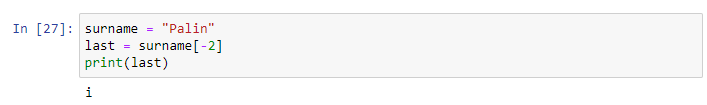 In [27]: surname = "Palin"
last = surname[-2]
print(last)
i